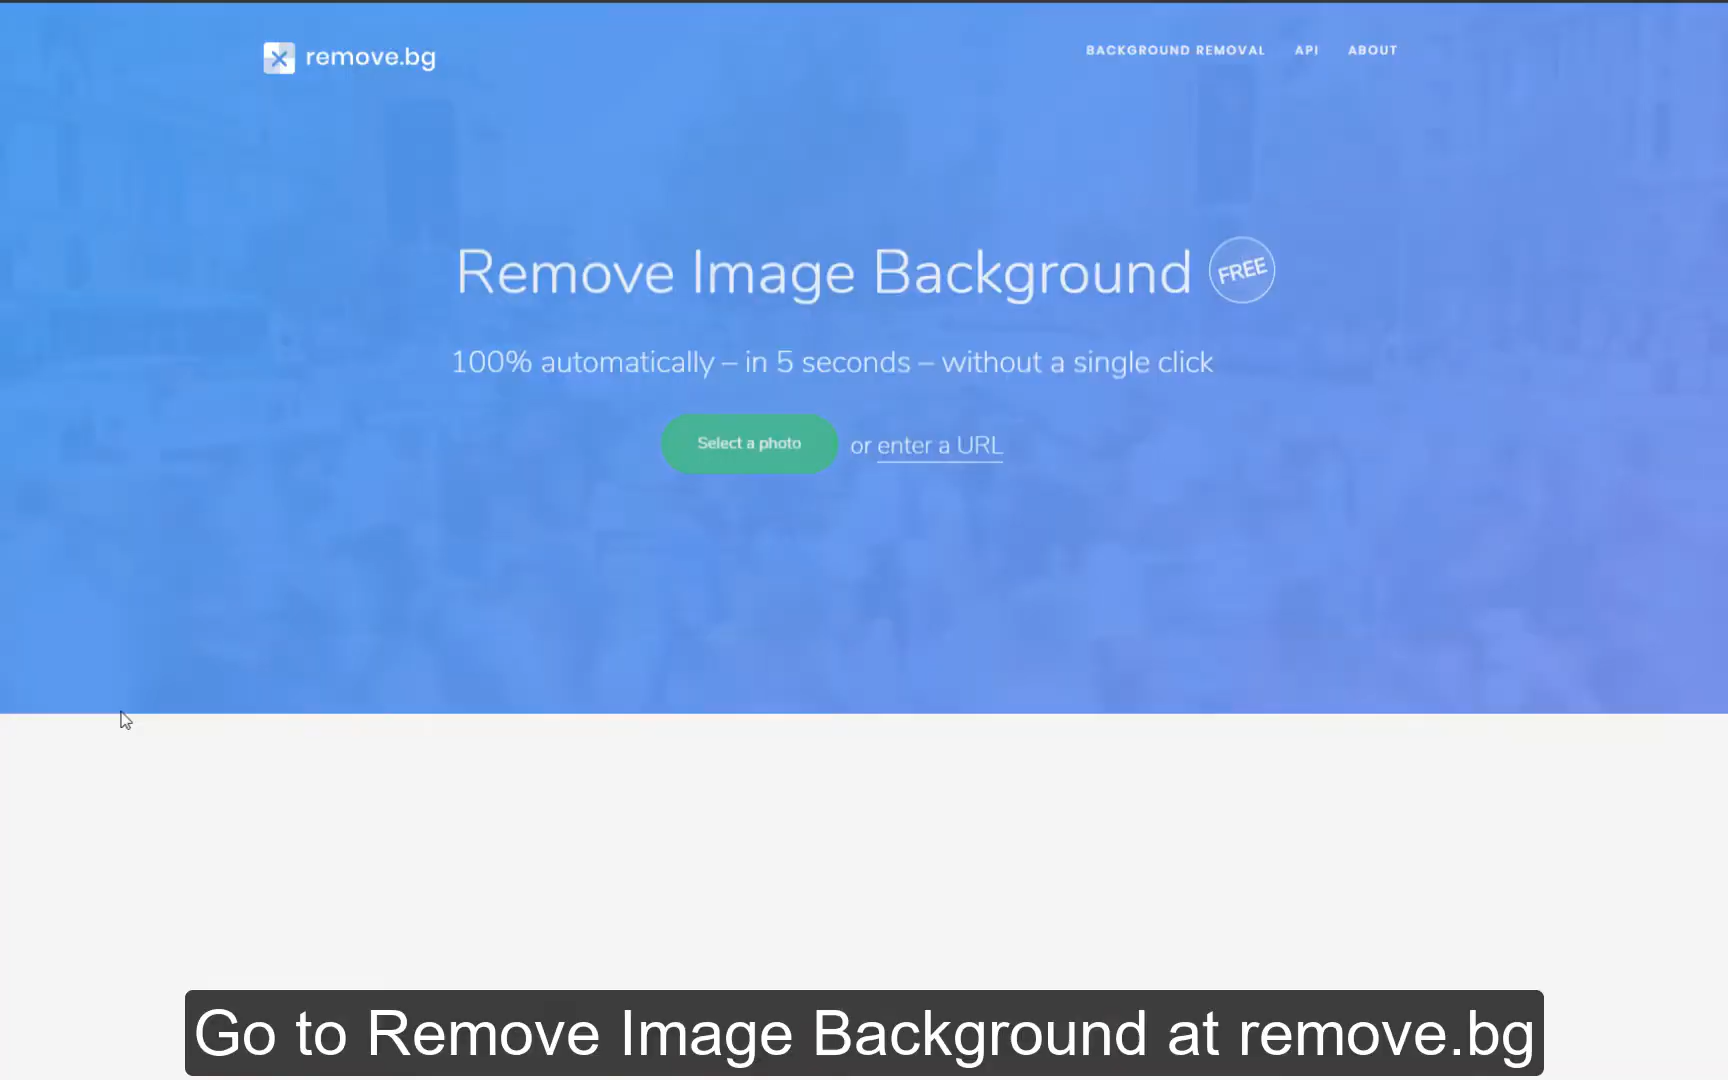 remove.bg
BACKGROUND REMOVAL API ABOUT
Remove Image Background FREE
100% automatically – in 5 seconds – without a single click
Select a photo or enter a URL
Go to Remove Image Background at remove.bg